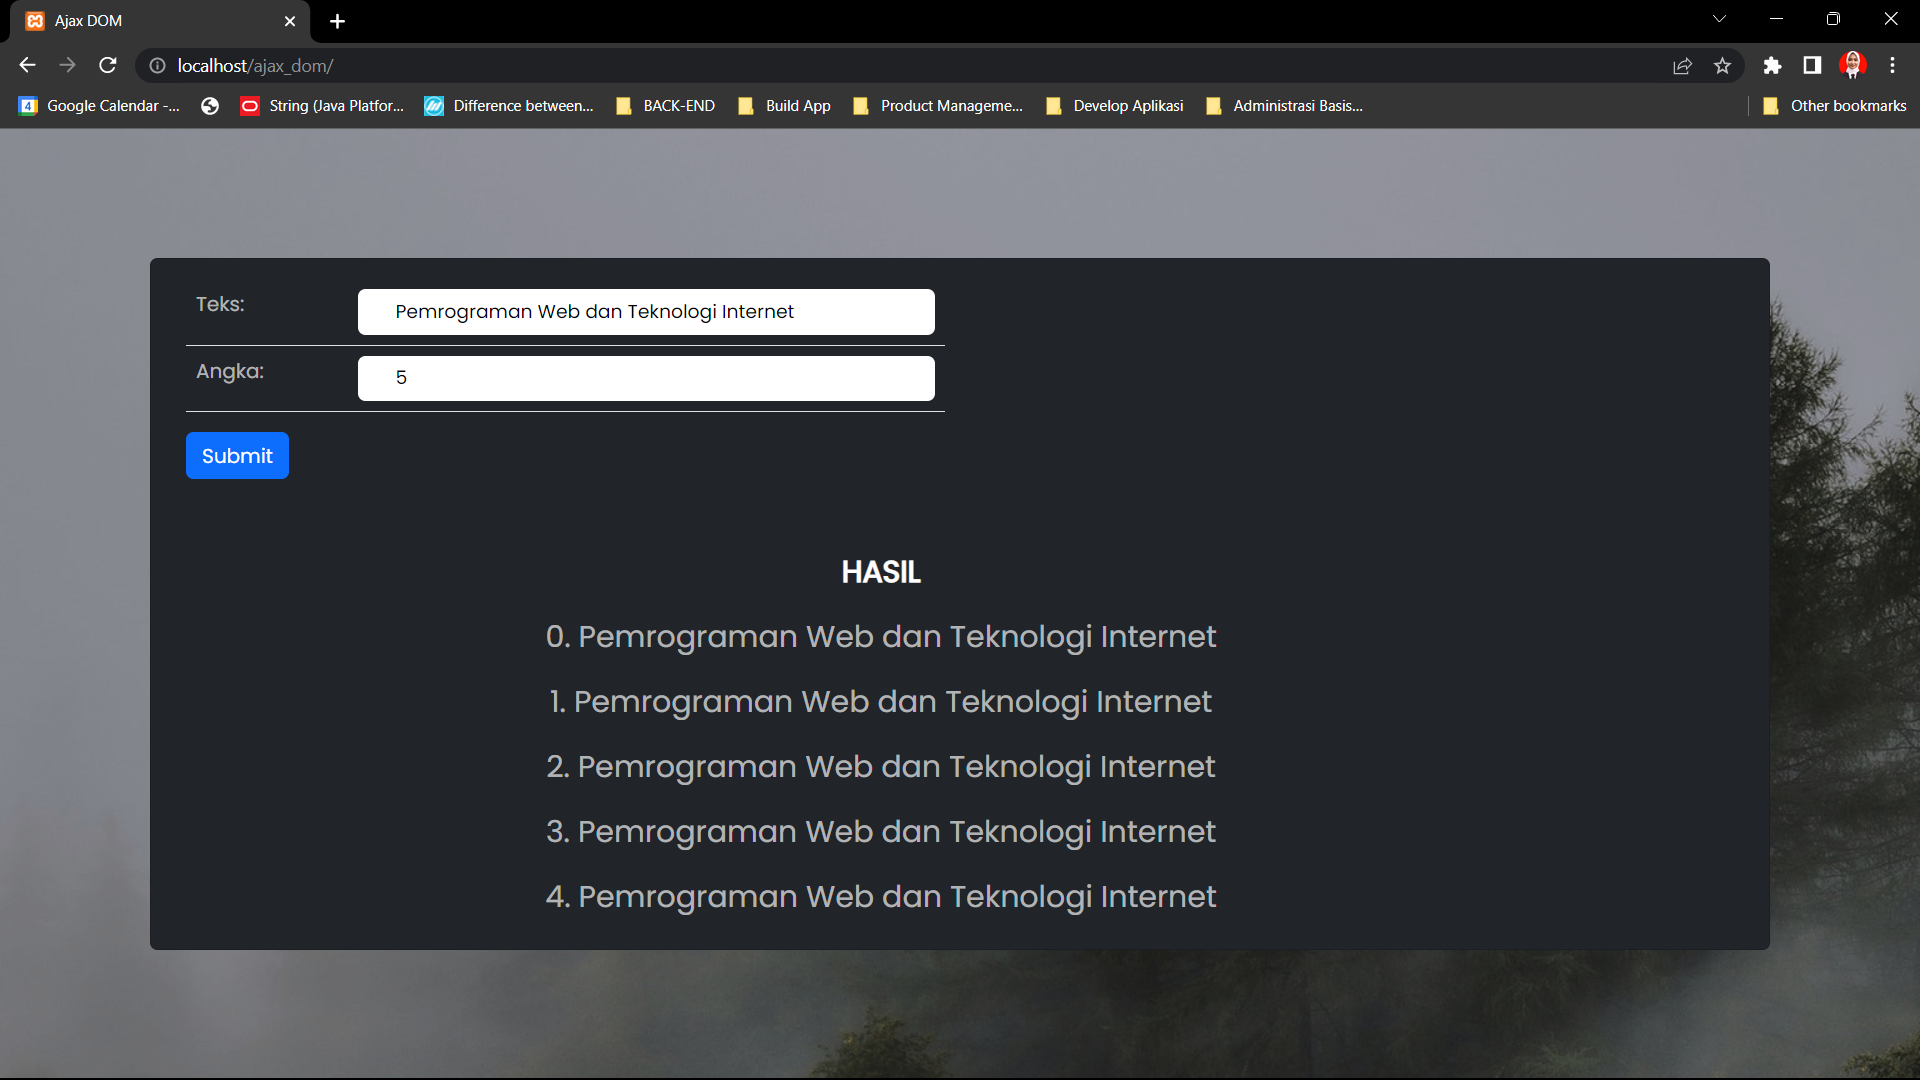 Ajax DOM
localhost/ajax_dom/
4 Google Calendar -... String (Java Platfor... Difference between... BACK-END Build App Product Manageme... Develop Aplikasi Administrasi Basis... Other bookmarks
Teks: Pemrograman Web dan Teknologi Internet
Angka: 5
Submit
HASIL
0. Pemrograman Web dan Teknologi Internet
1. Pemrograman Web dan Teknologi Internet
2. Pemrograman Web dan Teknologi Internet
3. Pemrograman Web dan Teknologi Internet
4. Pemrograman Web dan Teknologi Internet